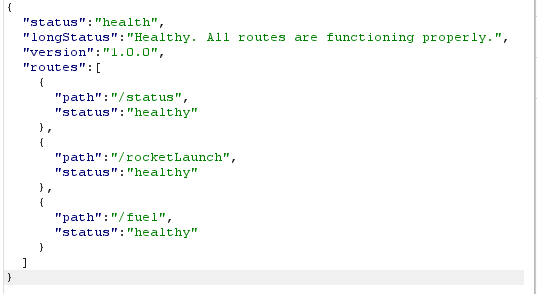 {
"status":"health",
"longStatus":"Healthy. All routes are functioning properly.",
"version":"1.0.0",
"routes":[
{
"path":"/status",
"status":"healthy"
},
{
"path":"/rocketLaunch",
"status":"healthy"
},
{
"path":"/fuel",
"status":"healthy"
}
]
}